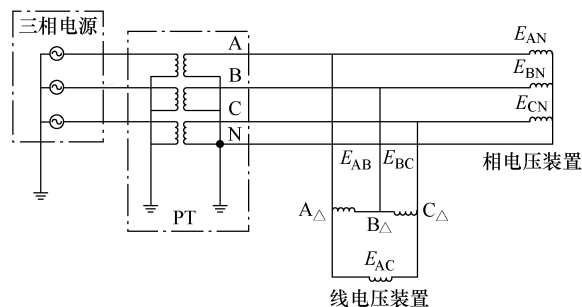 三相电源
A
B
C
N
PT
E_AN
E_BN
E_CN
相电压装置
E_AB
E_BC
A△
B△
C△
E_AC
线电压装置